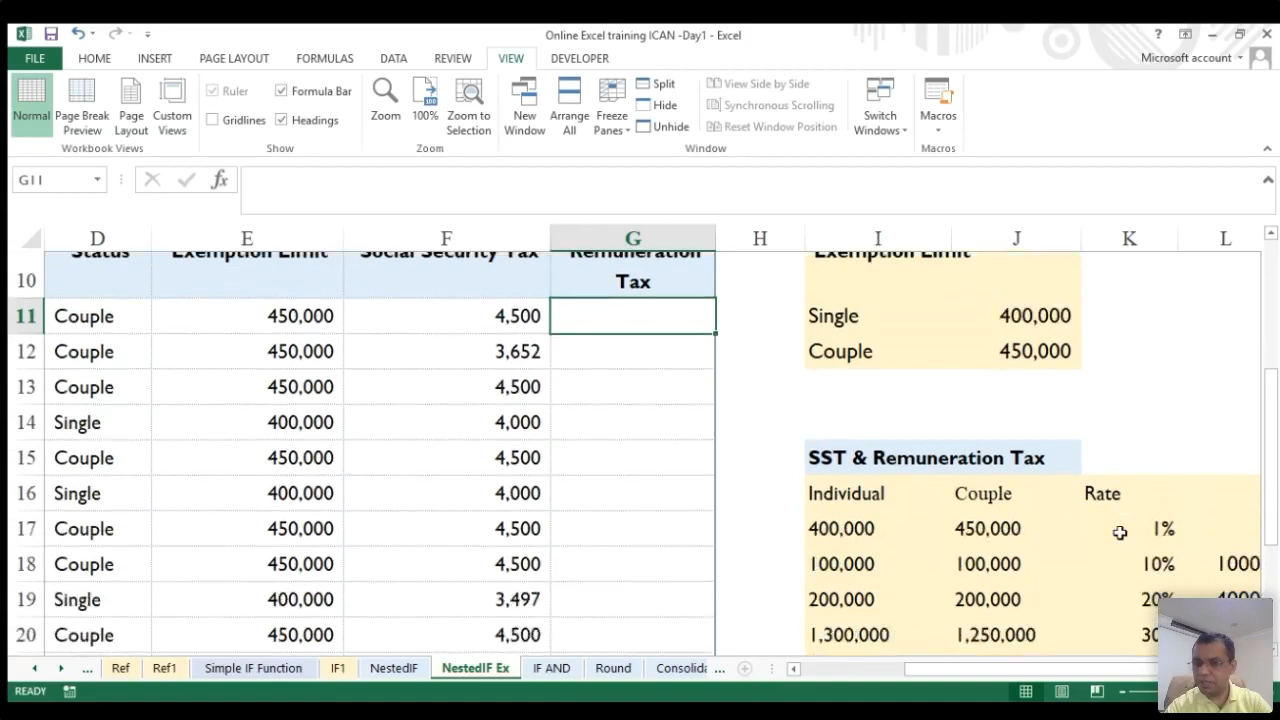 Online Excel training ICAN -Day1 - Excel
?
FILE HOME INSERT PAGE LAYOUT FORMULAS DATA REVIEW VIEW DEVELOPER Microsoft account
Normal
Page Break Preview
Page Layout
Custom Views
Workbook Views
Ruler
Formula Bar
Gridlines
Headings
Show
Zoom
100%
Zoom to Selection
Zoom
New Window
Arrange All
Freeze Panes
Split
Hide
Unhide
View Side by Side
Synchronous Scrolling
Reset Window Position
Window
Switch Windows
Macros
Macros
G11 fx
D E F G H I J K L
Status Exemption Limit Social Security Tax Remuneration Exemption Limit
10 Tax
11 Couple 450,000 4,500 Single 400,000
12 Couple 450,000 3,652 Couple 450,000
13 Couple 450,000 4,500
14 Single 400,000 4,000
15 Couple 450,000 4,500 SST & Remuneration Tax
16 Single 400,000 4,000 Individual Couple Rate
17 Couple 450,000 4,500 400,000 450,000 1%
18 Couple 450,000 4,500 100,000 100,000 10% 1000
19 Single 400,000 3,497 200,000 200,000 20%
20 Couple 450,000 4,500 1,300,000 1,250,000
... Ref Ref1 Simple IF Function IF1 NestedIF NestedIF Ex IF AND Round Consolida ...
READY